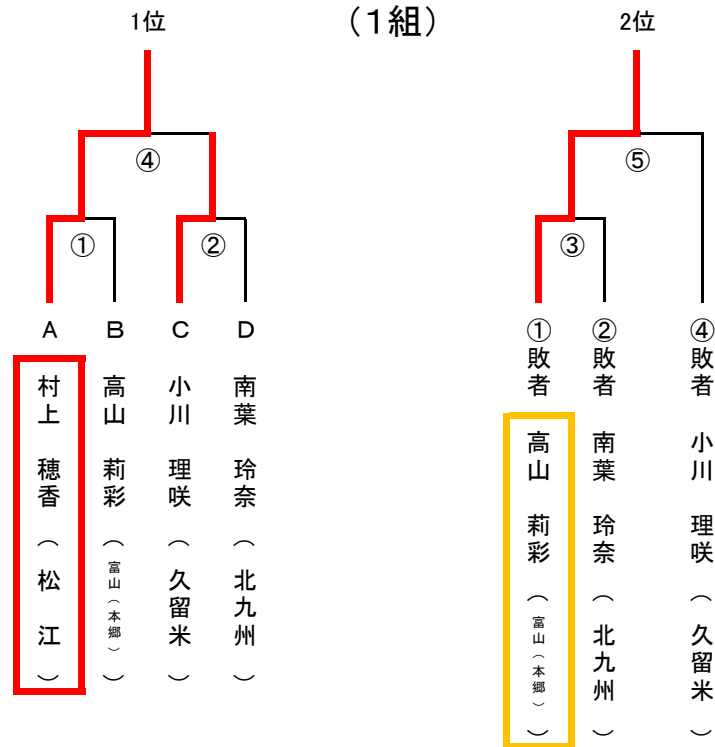 (1組)
1位
④
①
②
A
村上 穂香 (松 江)
B
高山 莉彩 (富山(本郷))
C
小川 理咲 (久留米)
D
南葉 玲奈 (北九州)
2位
⑤
③
①敗者
高山 莉彩 (富山(本郷))
②敗者
南葉 玲奈 (北九州)
④敗者
小川 理咲 (久留米)